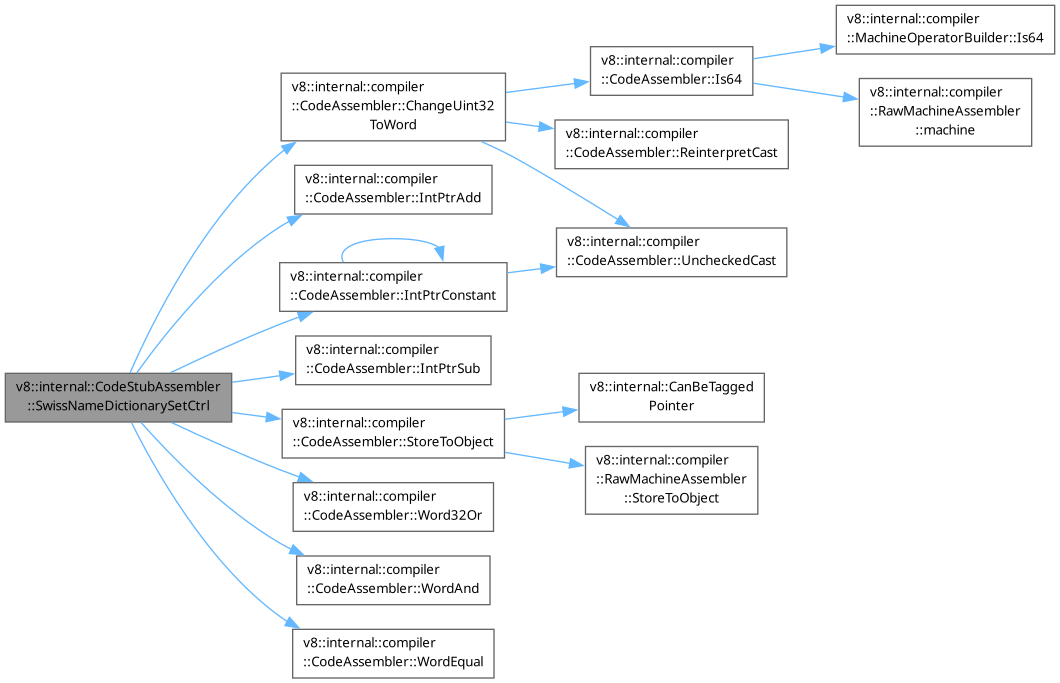 v8::internal::CodeStubAssembler
::SwissNameDictionarySetCtrl
v8::internal::compiler
::CodeAssembler::ChangeUint32
ToWord
v8::internal::compiler
::CodeAssembler::Is64
v8::internal::compiler
::MachineOperatorBuilder::Is64
v8::internal::compiler
::RawMachineAssembler
::machine
v8::internal::compiler
::CodeAssembler::ReinterpretCast
v8::internal::compiler
::CodeAssembler::UncheckedCast
v8::internal::compiler
::CodeAssembler::IntPtrAdd
v8::internal::compiler
::CodeAssembler::IntPtrConstant
v8::internal::compiler
::CodeAssembler::IntPtrSub
v8::internal::compiler
::CodeAssembler::StoreToObject
v8::internal::CanBeTagged
Pointer
v8::internal::compiler
::RawMachineAssembler
::StoreToObject
v8::internal::compiler
::CodeAssembler::Word32Or
v8::internal::compiler
::CodeAssembler::WordAnd
v8::internal::compiler
::CodeAssembler::WordEqual